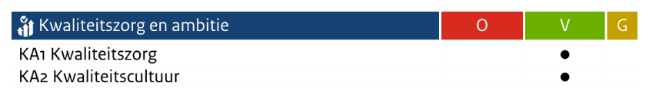 Kwaliteitszorg en ambitie O V G
KA1 Kwaliteitszorg ●
KA2 Kwaliteitscultuur ●